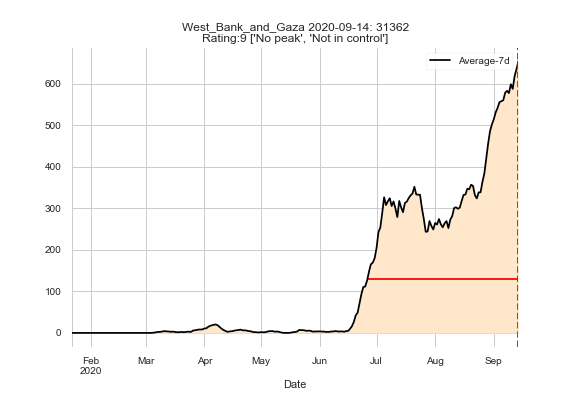 West_Bank_and_Gaza 2020-09-14: 31362
Rating:9 ['No peak', 'Not in control']
Average-7d
600
500
400
300
200
100
0
Feb Mar Apr May Jun Jul Aug Sep
2020
Date